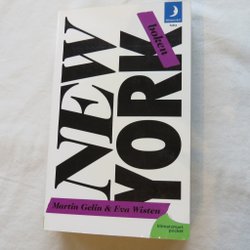 NEW
YORK
boken
Martin Gelin & Eva Wisten